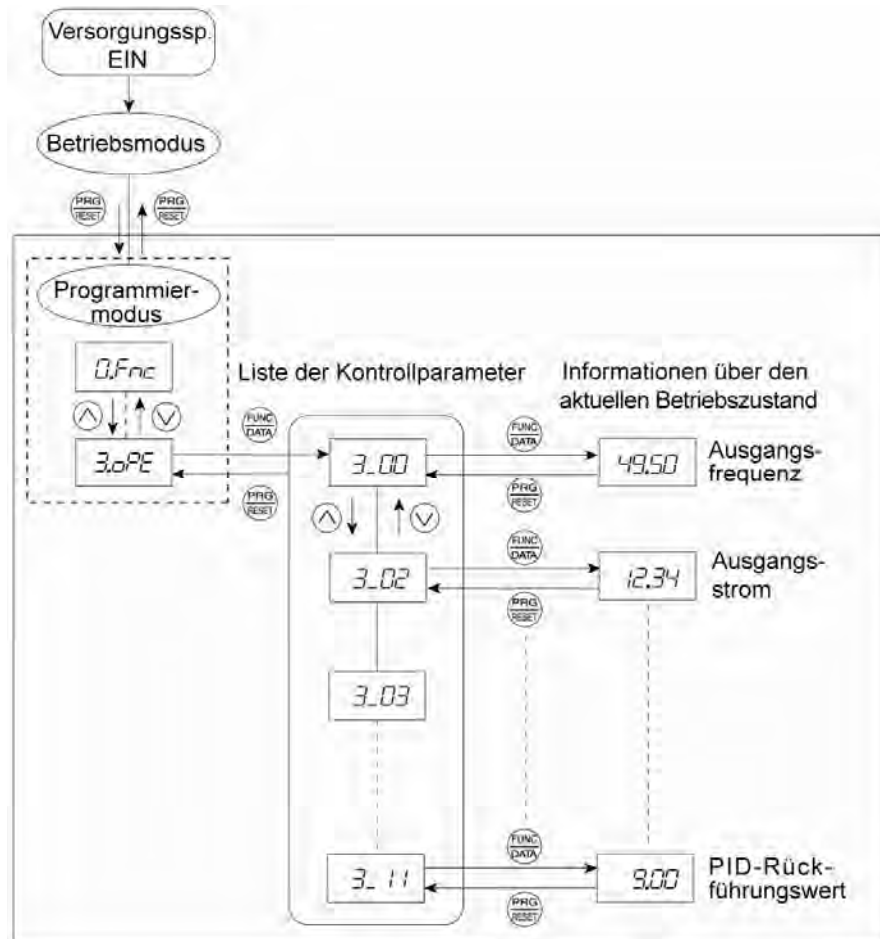 Versorgungssp.
EIN
Betriebsmodus
PRG
RESET
PRG
RESET
Programmier-
modus
0.Fnc
3.oPE
FUNC
DATA
PRG
RESET
Liste der Kontrollparameter
3_00
3_02
3_03
3_11
Informationen über den
aktuellen Betriebszustand
FUNC
DATA
PRG
RESET
49.50
Ausgangs-
frequenz
FUNC
DATA
PRG
RESET
12.34
Ausgangs-
strom
FUNC
DATA
PRG
RESET
9.00
PID-Rück-
führungswert